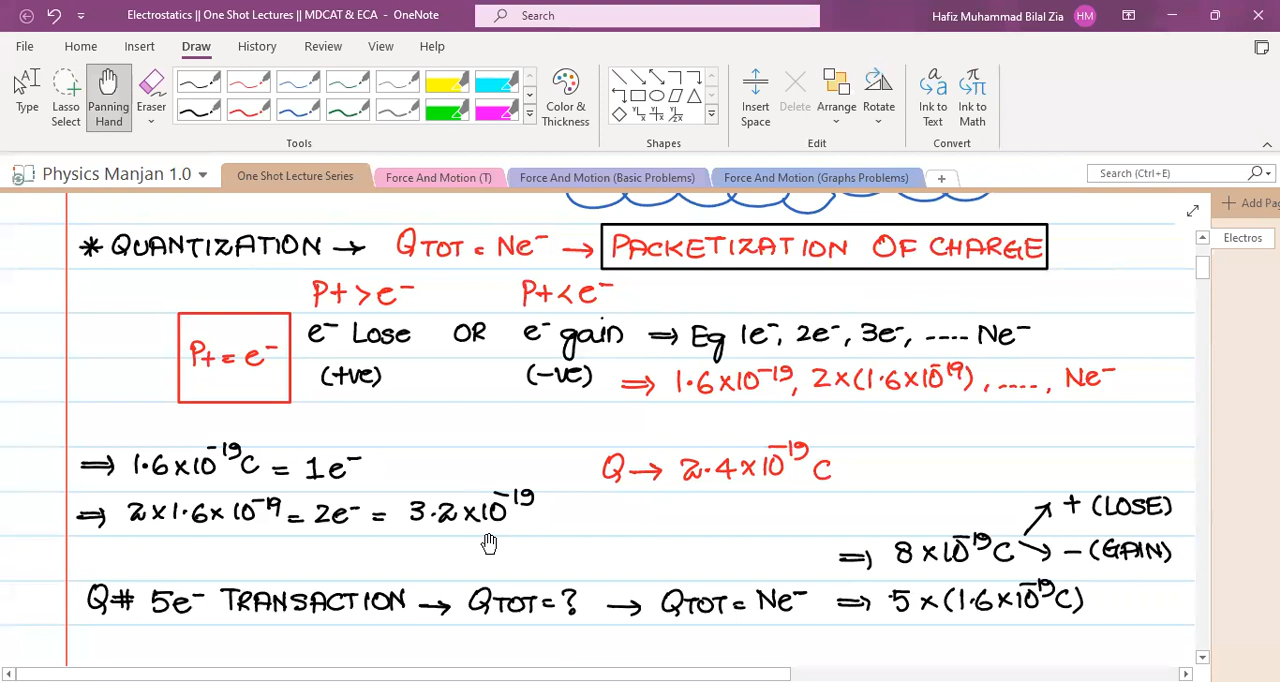 Electrostatics || One Shot Lectures || MDCAT & ECA - OneNote
Search
Hafiz Muhammad Bilal Zia
HM
File Home Insert Draw History Review View Help
Type
Lasso Select
Panning Hand
Eraser
Color & Thickness
Insert Space
Delete
Arrange
Rotate
Ink to Text
Ink to Math
Tools Shapes Edit Convert
Physics Manjan 1.0
One Shot Lecture Series
Force And Motion (T)
Force And Motion (Basic Problems)
Force And Motion (Graphs Problems)
Search (Ctrl+E)
Add Pag
Electros
* QUANTIZATION → QTOT = Ne⁻ → PACKETIZATION OF CHARGE
P+ > e⁻ P+ < e⁻
P+ = e⁻
e⁻ Lose OR e⁻ gain ⇒ Eg 1e⁻, 2e⁻, 3e⁻, .... Ne⁻
(+ve) (-ve) ⇒ 1.6×10⁻¹⁹, 2×(1.6×10⁻¹⁹), ...., Ne⁻
⇒ 1.6×10⁻¹⁹C = 1e⁻
Q → 2.4×10⁻¹⁹ C
⇒ 2×1.6×10⁻¹⁹ = 2e⁻ = 3.2×10⁻¹⁹
+ (LOSE)
⇒ 8×10⁻¹⁹C
- (GAIN)
Q# 5e⁻ TRANSACTION → QTOT = ? → QTOT = Ne⁻ ⇒ 5×(1.6×10⁻¹⁹C)